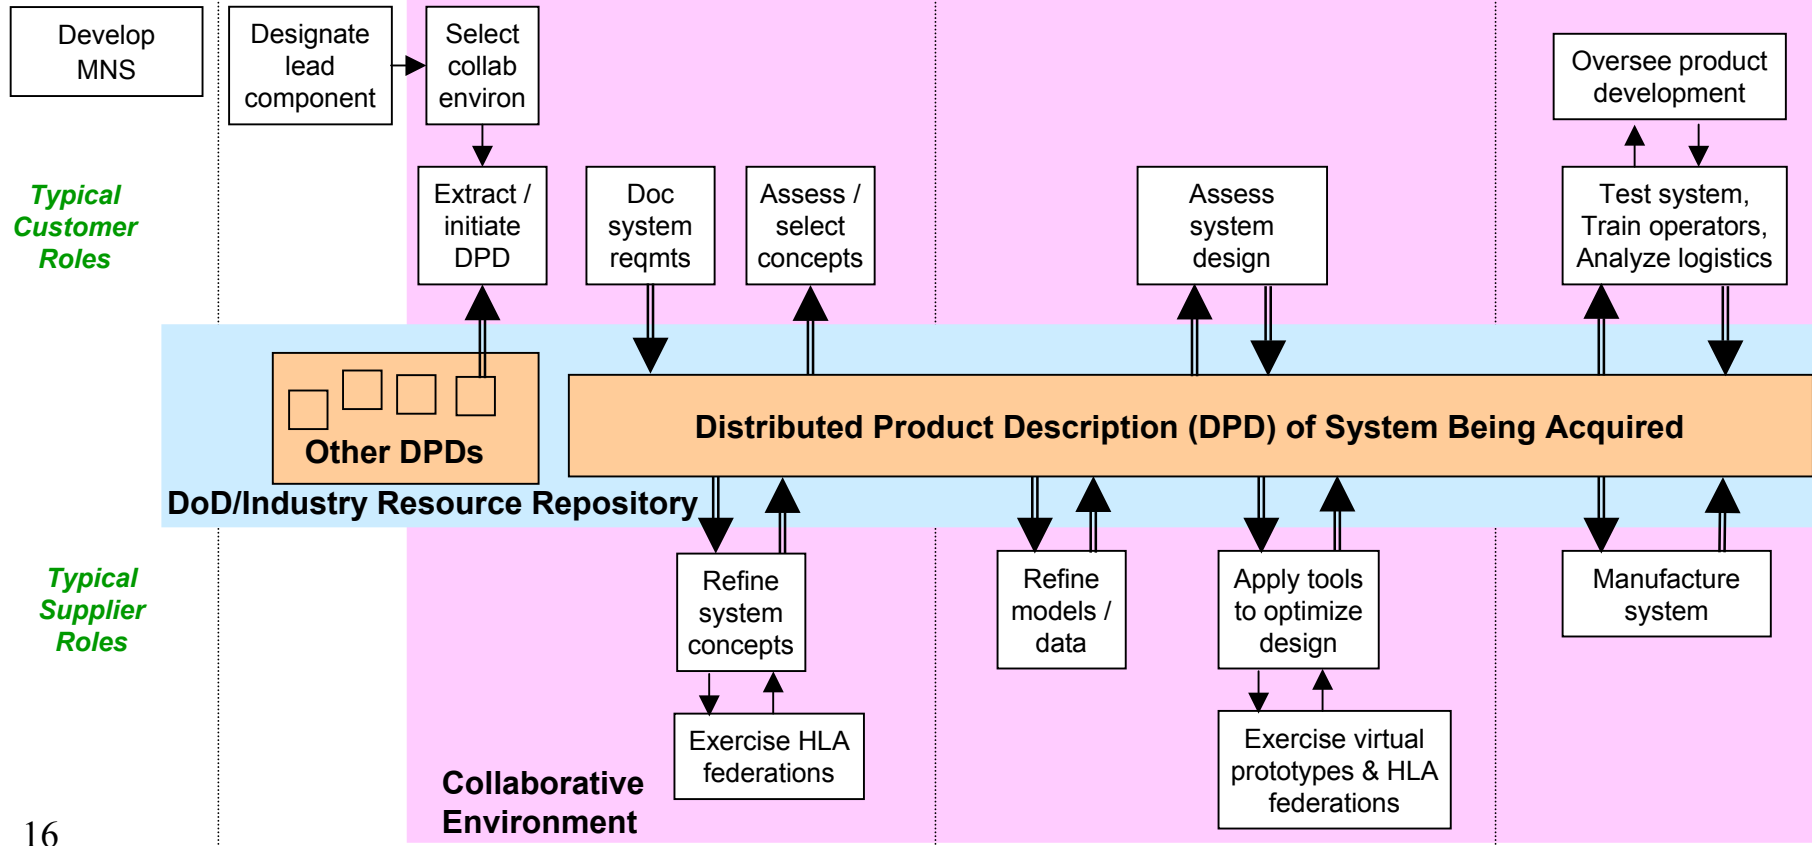 Develop
MNS
Designate
lead
component
Select
collab
environ
Oversee product
development
Typical
Customer
Roles
Extract /
initiate
DPD
Doc
system
reqmts
Assess /
select
concepts
Assess
system
design
Test system,
Train operators,
Analyze logistics
Other DPDs
Distributed Product Description (DPD) of System Being Acquired
DoD/Industry Resource Repository
Typical
Supplier
Roles
Refine
system
concepts
Refine
models /
data
Apply tools
to optimize
design
Manufacture
system
Exercise HLA
federations
Exercise virtual
prototypes & HLA
federations
Collaborative
Environment
16